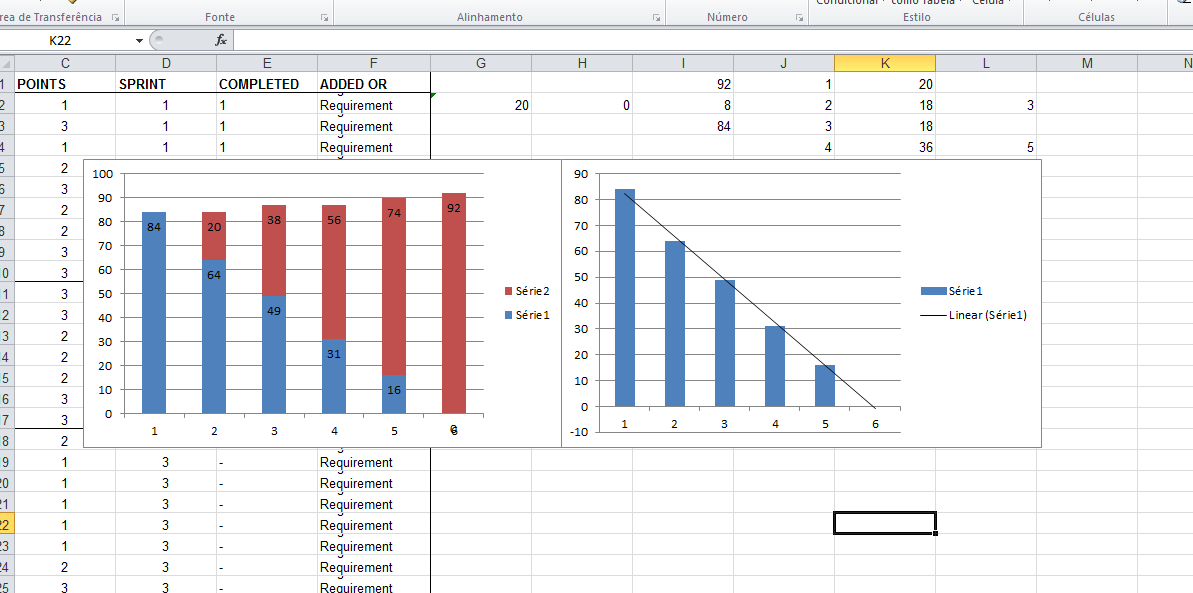 rea de Transferência Fonte Alinhamento Número Estilo Células
K22 fx
C D E F G H I J K L M N
1 POINTS SPRINT COMPLETED ADDED OR 92 1 20
2 1 1 1 Requirement 20 0 8 2 18 3
3 3 1 1 Requirement 84 3 18
4 1 1 1 Requirement 4 36 5
5 2
6 3
7 2
8 2
9 3
10 3
11 3
12 3
13 2
14 2
15 2
16 3
17 3
18 2
100
90
80
70
60
50
40
30
20
10
0
84 20 38 56 74 92
64 49 31 16 0
1 2 3 4 5 6
Série2
Série1
90
80
70
60
50
40
30
20
10
0
-10
1 2 3 4 5 6
Série1
Linear (Série1)
19 1 3 - Requirement
20 1 3 - Requirement
21 1 3 - Requirement
22 1 3 - Requirement
23 1 3 - Requirement
24 2 3 - Requirement
25 3 3 - Requirement